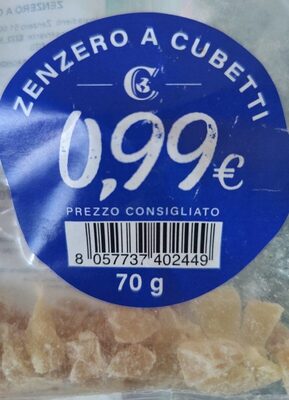 ZENZERO A CUBETTI
0,99€
PREZZO CONSIGLIATO
8 057737 402449
70 g